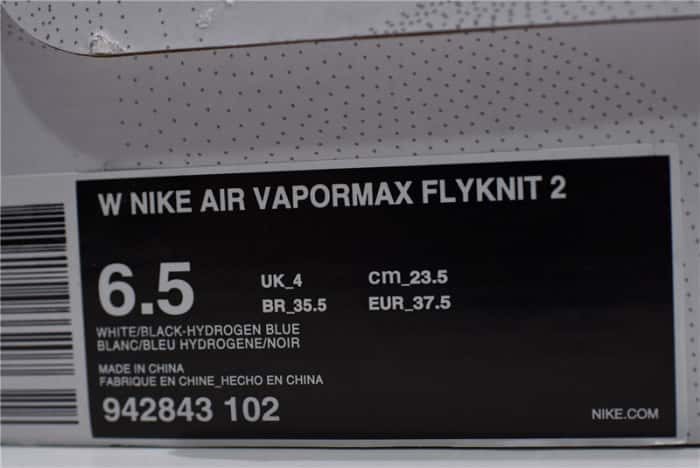 W NIKE AIR VAPORMAX FLYKNIT 2
6.5
UK_4 cm_23.5
BR_35.5 EUR_37.5
WHITE/BLACK-HYDROGEN BLUE
BLANC/BLEU HYDROGENE/NOIR
MADE IN CHINA
FABRIQUE EN CHINE_HECHO EN CHINA
942843 102
NIKE.COM